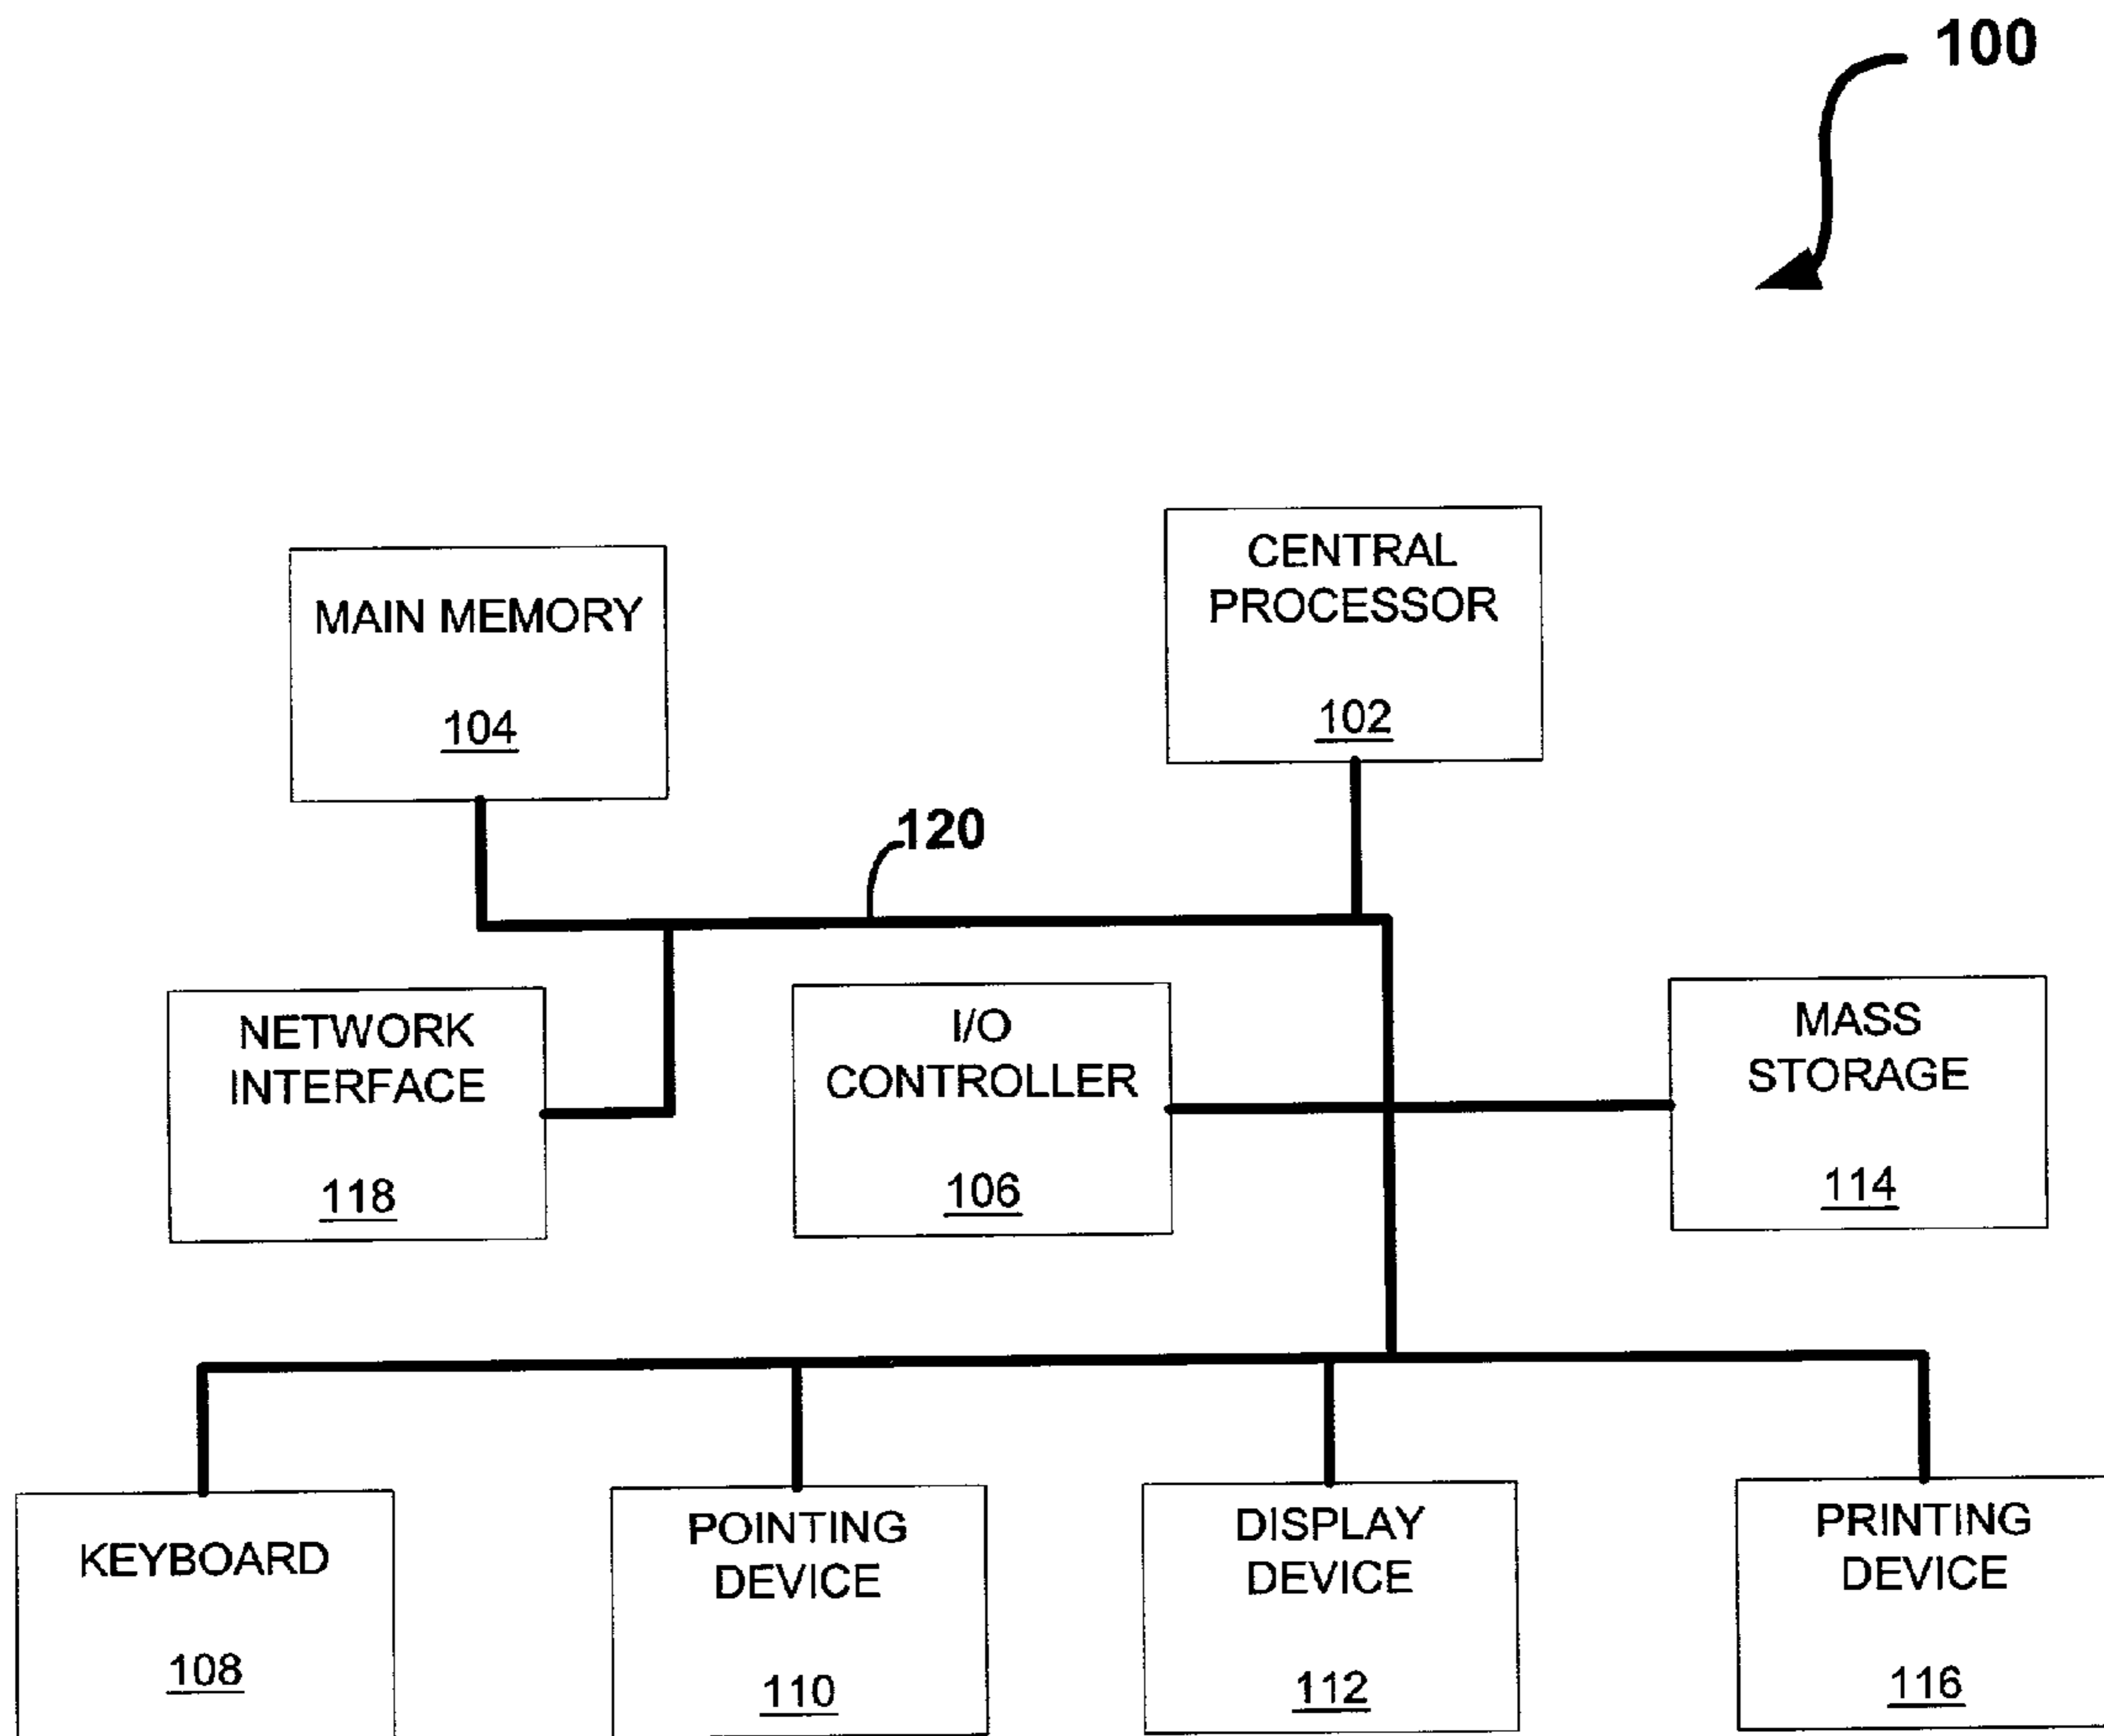 100
CENTRAL
PROCESSOR
102
MAIN MEMORY
104
120
NETWORK
INTERFACE
118
I/O
CONTROLLER
106
MASS
STORAGE
114
KEYBOARD
108
POINTING
DEVICE
110
DISPLAY
DEVICE
112
PRINTING
DEVICE
116